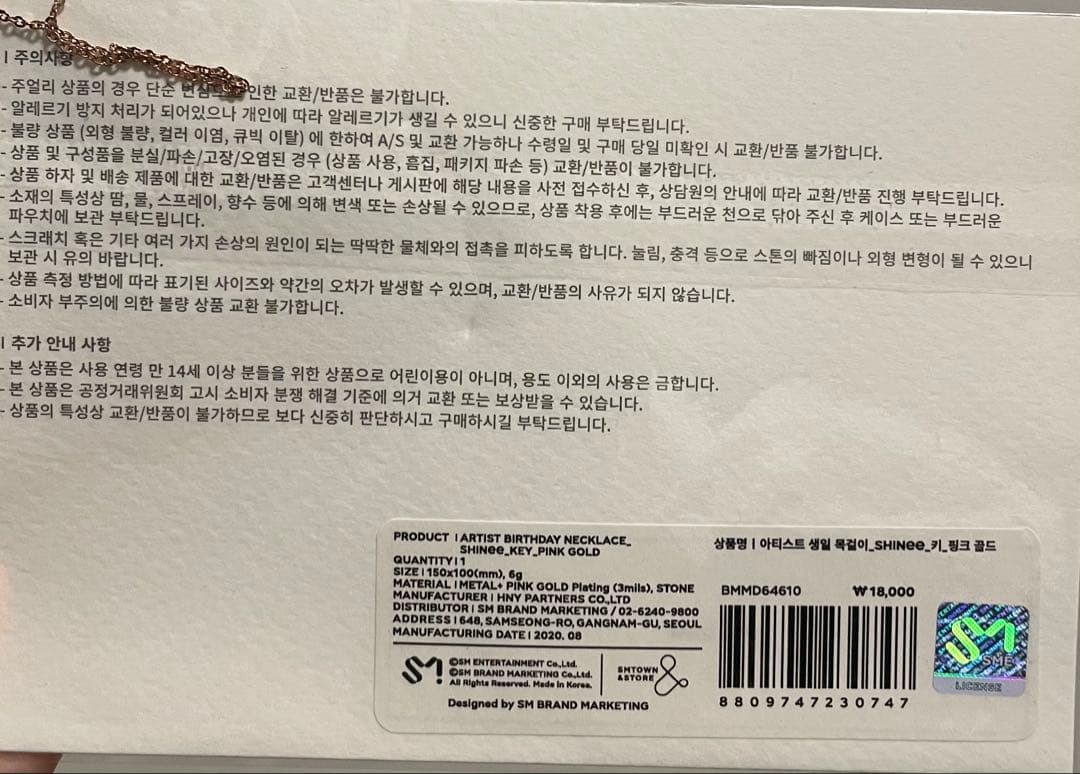 | 주의사항
- 주얼리 상품의 경우 단순 변심으로 인한 교환/반품은 불가합니다.
- 알레르기 방지 처리가 되어있으나 개인에 따라 알레르기가 생길 수 있으니 신중한 구매 부탁드립니다.
- 불량 상품 (외형 불량, 컬러 이염, 큐빅 이탈) 에 한하여 A/S 및 교환 가능하나 수령일 및 구매 당일 미확인 시 교환/반품 불가합니다.
- 상품 및 구성품을 분실/파손/고장/오염된 경우 (상품 사용, 흠집, 패키지 파손 등) 교환/반품이 불가합니다.
- 상품 하자 및 배송 제품에 대한 교환/반품은 고객센터나 게시판에 해당 내용을 사전 접수하신 후, 상담원의 안내에 따라 교환/반품 진행 부탁드립니다.
- 소재의 특성상 땀, 물, 스프레이, 향수 등에 의해 변색 또는 손상될 수 있으므로, 상품 착용 후에는 부드러운 천으로 닦아 주신 후 케이스 또는 부드러운
파우치에 보관 부탁드립니다.
- 스크래치 혹은 기타 여러 가지 손상의 원인이 되는 딱딱한 물체와의 접촉을 피하도록 합니다. 눌림, 충격 등으로 스톤의 빠짐이나 외형 변형이 될 수 있으니
보관 시 유의 바랍니다.
- 상품 측정 방법에 따라 표기된 사이즈와 약간의 오차가 발생할 수 있으며, 교환/반품의 사유가 되지 않습니다.
- 소비자 부주의에 의한 불량 상품 교환 불가합니다.
| 추가 안내 사항
- 본 상품은 사용 연령 만 14세 이상 분들을 위한 상품으로 어린이용이 아니며, 용도 이외의 사용은 금합니다.
- 본 상품은 공정거래위원회 고시 소비자 분쟁 해결 기준에 의거 교환 또는 보상받을 수 있습니다.
- 상품의 특성상 교환/반품이 불가하므로 보다 신중히 판단하시고 구매하시길 부탁드립니다.
PRODUCT | ARTIST BIRTHDAY NECKLACE_
SHINee_KEY_PINK GOLD
QUANTITY | 1
SIZE | 150x100(mm), 6g
MATERIAL | METAL+ PINK GOLD Plating (3mils), STONE
MANUFACTURER | HNY PARTNERS CO.,LTD
DISTRIBUTOR | SM BRAND MARKETING / 02-6240-9800
ADDRESS | 648, SAMSEONG-RO, GANGNAM-GU, SEOUL
MANUFACTURING DATE | 2020. 08
SM
©SM ENTERTAINMENT Co.,Ltd.
©SM BRAND MARKETING Co.,Ltd.
All Rights Reserved. Made in Korea.
SMTOWN
&STORE
&
Designed by SM BRAND MARKETING
상품명 | 아티스트 생일 목걸이_SHINee_키_핑크 골드
BMMD64610 ₩18,000
8809747230747
SM
SME
LICENSE